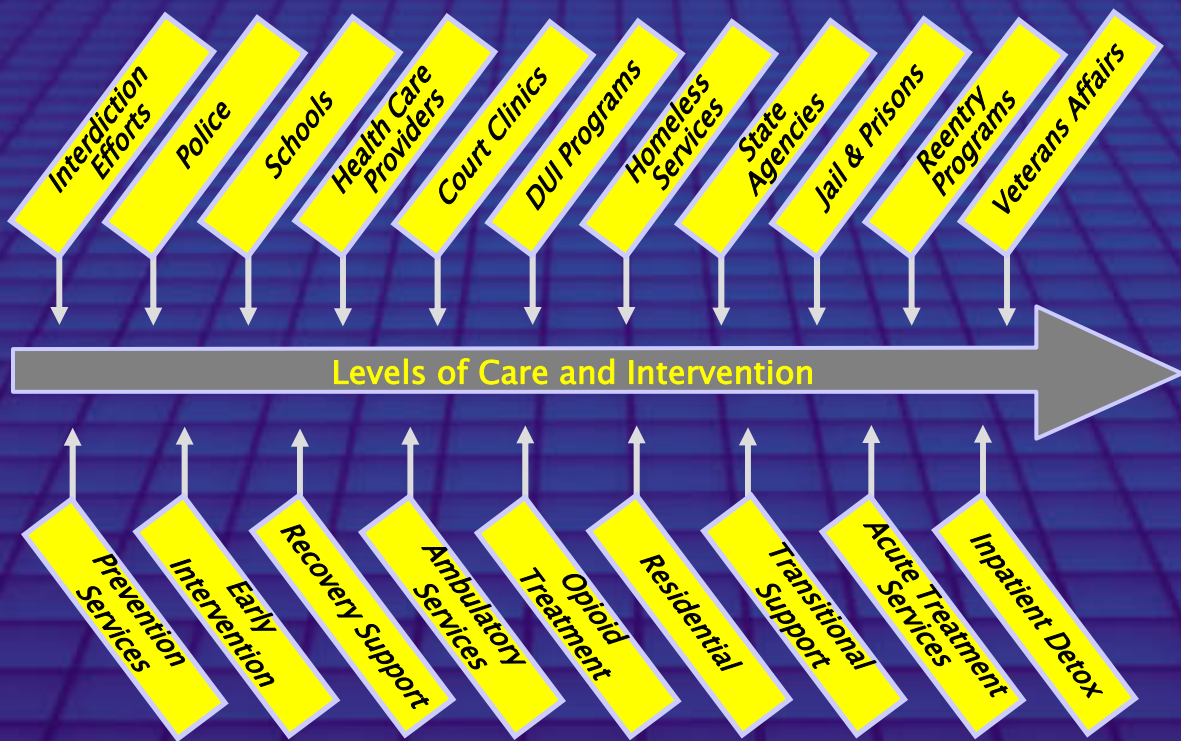 Interdiction
Efforts
Police
Schools
Health Care
Providers
Court Clinics
DUI Programs
Homeless
Services
State
Agencies
Jail & Prisons
Reentry
Programs
Veterans Affairs
Levels of Care and Intervention
Prevention
Services
Early
Intervention
Recovery Support
Ambulatory
Services
Opioid
Treatment
Residential
Transitional
Support
Acute Treatment
Services
Inpatient Detox